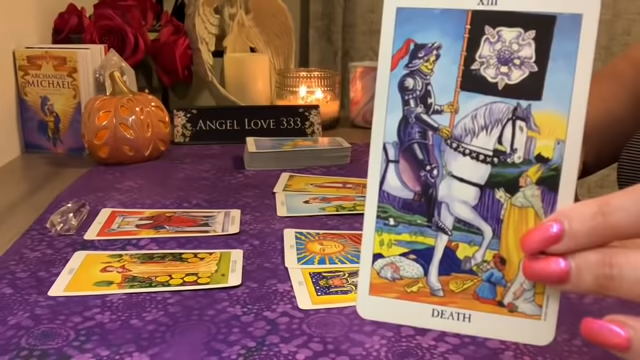 XIII
ARCHANGEL
MICHAEL
ANGEL LOVE 333
DEATH